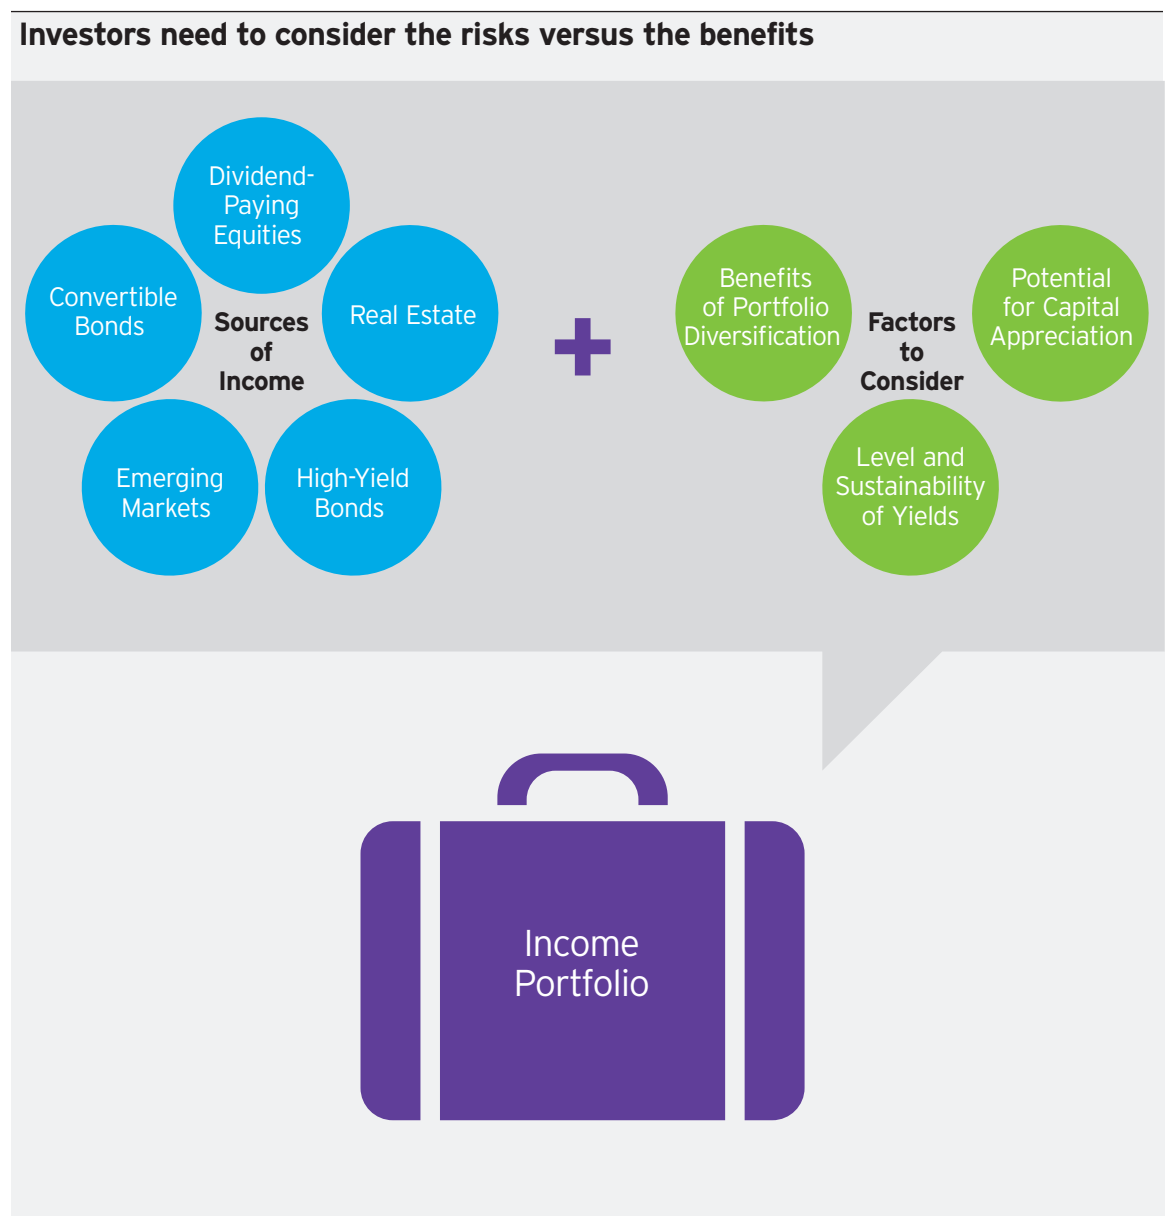 Investors need to consider the risks versus the benefits
Dividend-
Paying
Equities
Convertible
Bonds
Sources
of
Income
Real Estate
Emerging
Markets
High-Yield
Bonds
Benefits
of Portfolio
Diversification
Factors
to
Consider
Potential
for Capital
Appreciation
Level and
Sustainability
of Yields
Income
Portfolio